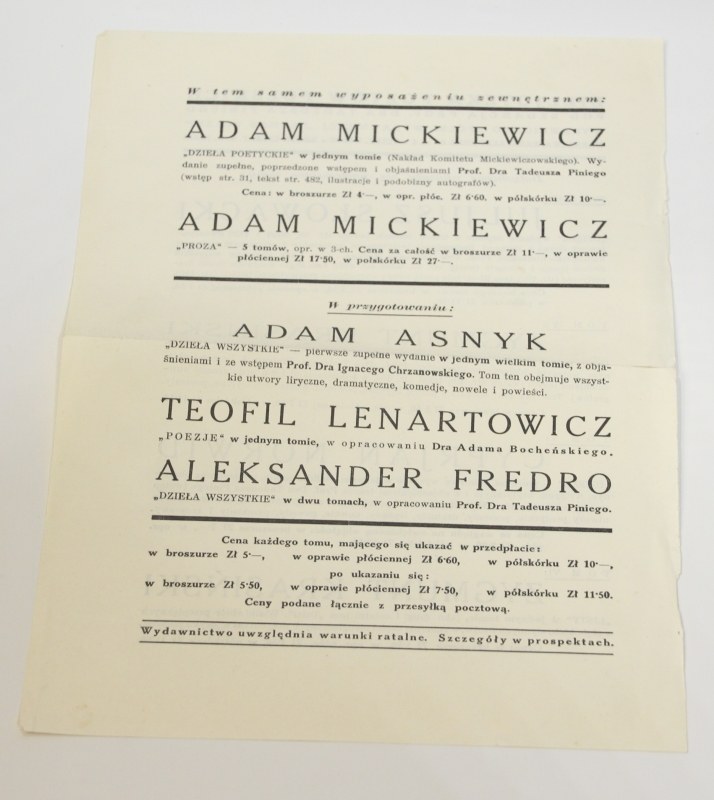 W tem samem wyposażeniu zewnętrznem:
ADAM MICKIEWICZ
„DZIEŁA POETYCKIE“ w jednym tomie (Nakład Komitetu Mickiewiczowskiego). Wy-
danie zupełne, poprzedzone wstępem i objaśnieniami Prof. Dra Tadeusza Piniego
(wstęp str. 31, tekst str. 482, ilustracje i podobizny autografów).
Cena: w broszurze Zł 4·—, w opr. płóc. Zł 6·60, w półskórku Zł 10·—.
ADAM MICKIEWICZ
„PROZA“ — 5 tomów, opr. w 3-ch. Cena za całość w broszurze Zł 11·—, w oprawie
płóciennej Zł 17·50, w półskórku Zł 27·—.
W przygotowaniu:
ADAM ASNYK
„DZIEŁA WSZYSTKIE“ — pierwsze zupełne wydanie w jednym wielkim tomie, z obja-
śnieniami i ze wstępem Prof. Dra Ignacego Chrzanowskiego. Tom ten obejmuje wszyst-
kie utwory liryczne, dramatyczne, komedje, nowele i powieści.
TEOFIL LENARTOWICZ
„POEZJE“ w jednym tomie, w opracowaniu Dra Adama Bocheńskiego.
ALEKSANDER FREDRO
„DZIEŁA WSZYSTKIE“ w dwu tomach, w opracowaniu Prof. Dra Tadeusza Piniego.
Cena każdego tomu, mającego się ukazać w przedpłacie:
w broszurze Zł 5·—, w oprawie płóciennej Zł 6·60, w półskórku Zł 10·—,
po ukazaniu się:
w broszurze Zł 5·50, w oprawie płóciennej Zł 7·50, w półskórku Zł 11·50.
Ceny podane łącznie z przesyłką pocztową.
Wydawnictwo uwzględnia warunki ratalne. Szczegóły w prospektach.